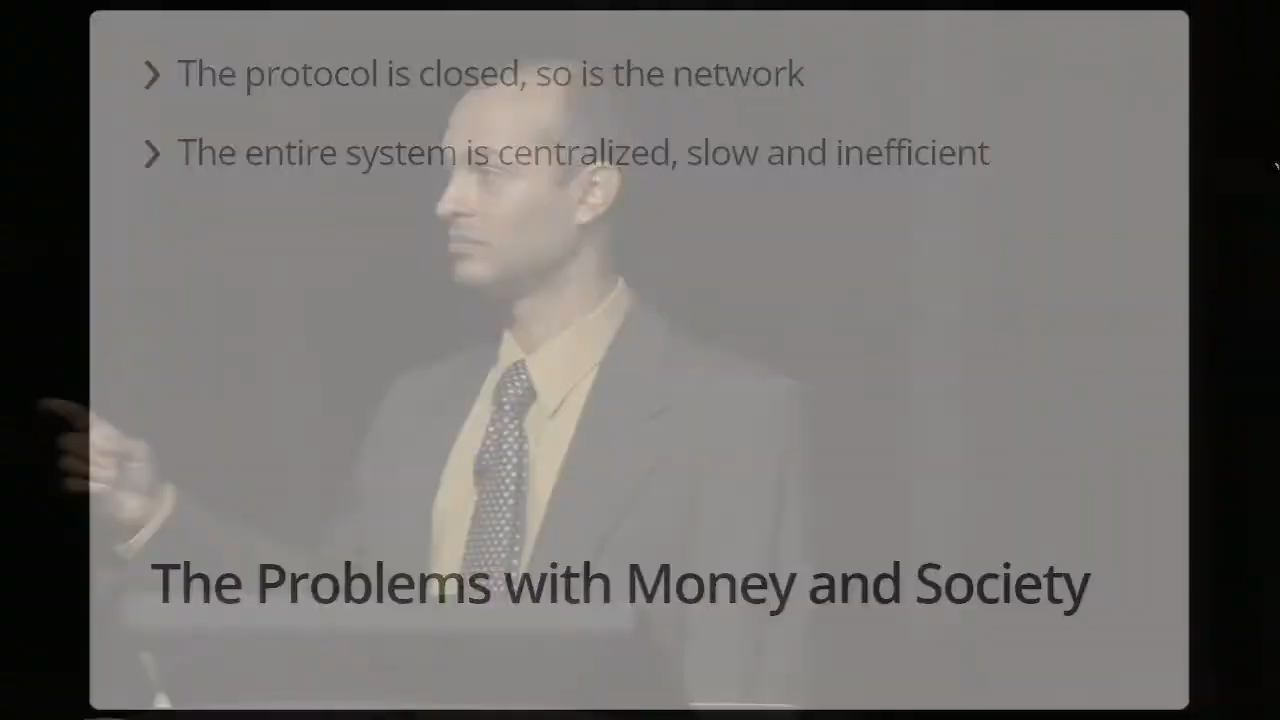 The protocol is closed, so is the network
The entire system is centralized, slow and inefficient
The Problems with Money and Society